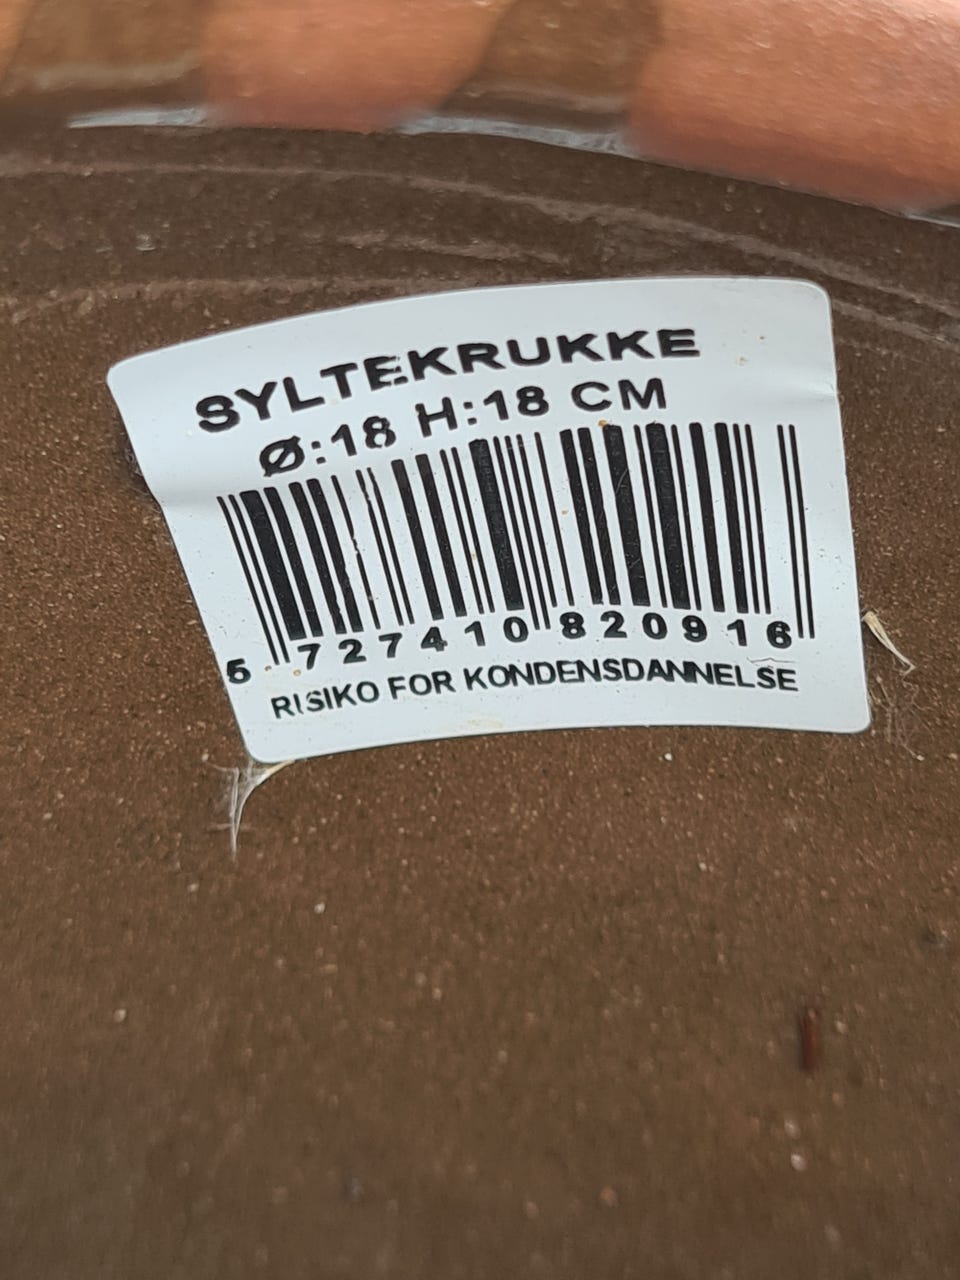 SYLTEKRUKKE
Ø:18 H:18 CM
5 727410 820916
RISIKO FOR KONDENSDANNELSE